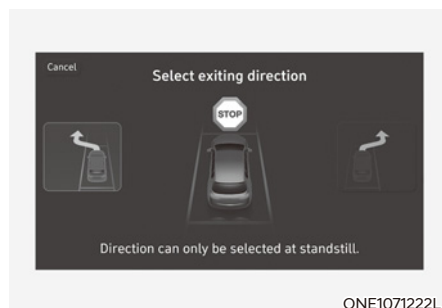 Cancel
Select exiting direction
STOP
Direction can only be selected at standstill.
ONE1071222L